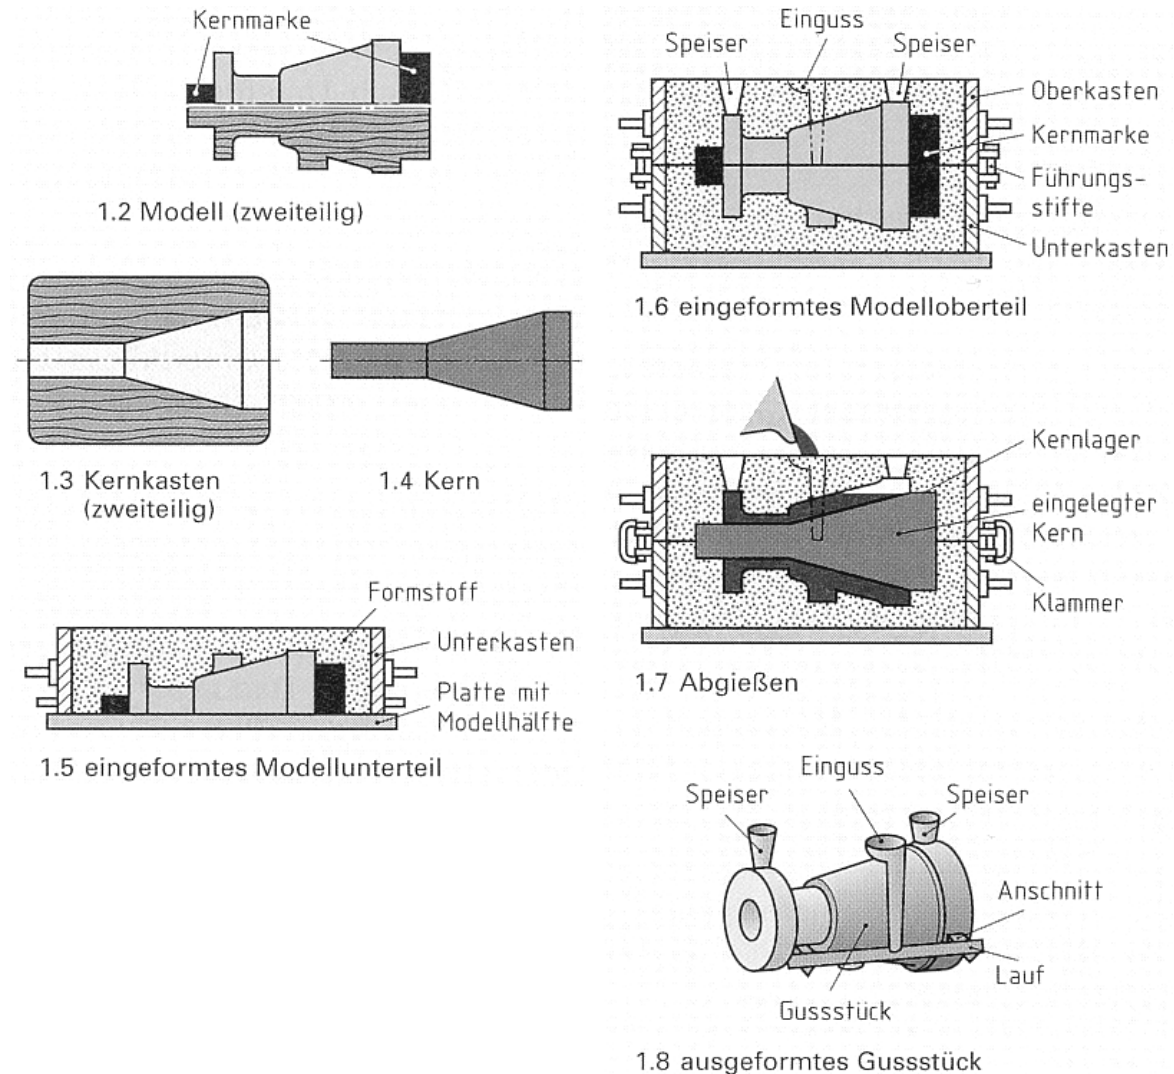 Kernmarke
1.2 Modell (zweiteilig)
1.3 Kernkasten
(zweiteilig)
1.4 Kern
Formstoff
Unterkasten
Platte mit
Modellhälfte
1.5 eingeformtes Modellunterteil
Einguss
Speiser
Speiser
Oberkasten
Kernmarke
Führungs-
stifte
Unterkasten
1.6 eingeformtes Modelloberteil
Kernlager
eingelegter
Kern
Klammer
1.7 Abgießen
Einguss
Speiser
Speiser
Anschnitt
Lauf
Gussstück
1.8 ausgeformtes Gussstück